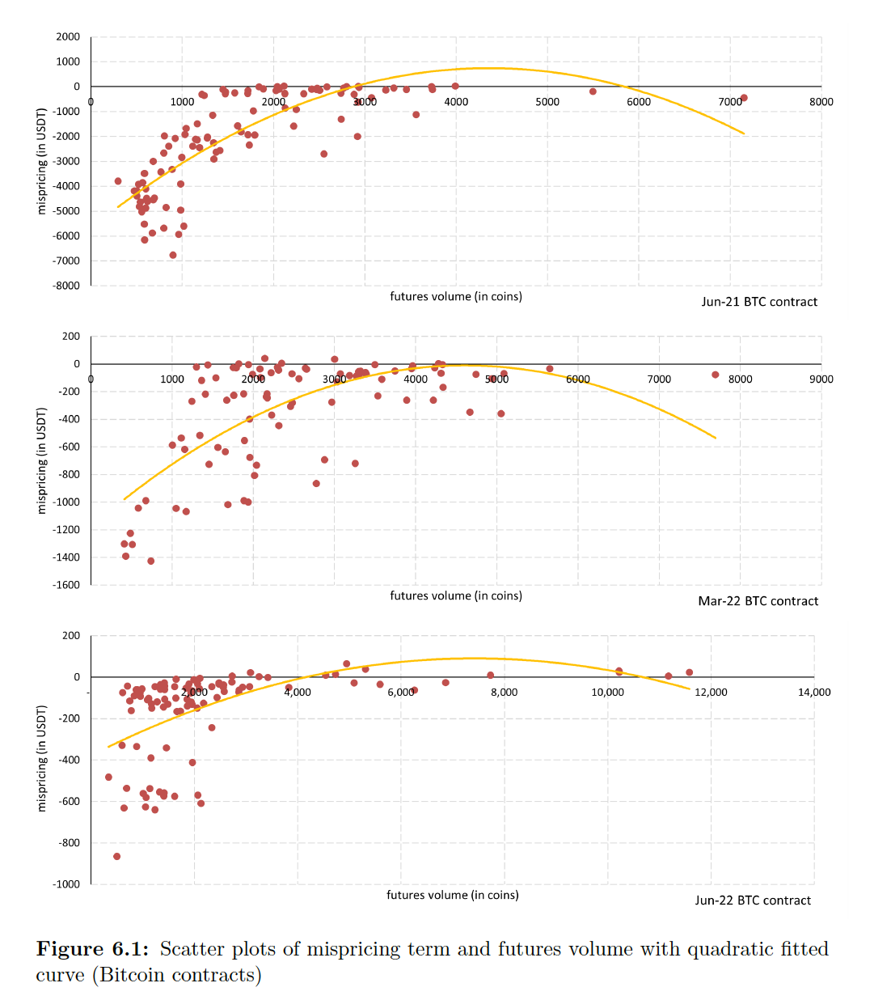 2000
1000
0
-1000
-2000
-3000
-4000
-5000
-6000
-7000
-8000
0 1000 2000 3000 4000 5000 6000 7000 8000
mispricing (in USDT)
futures volume (in coins)
Jun-21 BTC contract
200
0
-200
-400
-600
-800
-1000
-1200
-1400
-1600
0 1000 2000 3000 4000 5000 6000 7000 8000 9000
mispricing (in USDT)
futures volume (in coins)
Mar-22 BTC contract
200
0
-200
-400
-600
-800
-1000
- 2,000 4,000 6,000 8,000 10,000 12,000 14,000
mispricing (in USDT)
futures volume (in coins)
Jun-22 BTC contract
Figure 6.1: Scatter plots of mispricing term and futures volume with quadratic fitted
curve (Bitcoin contracts)